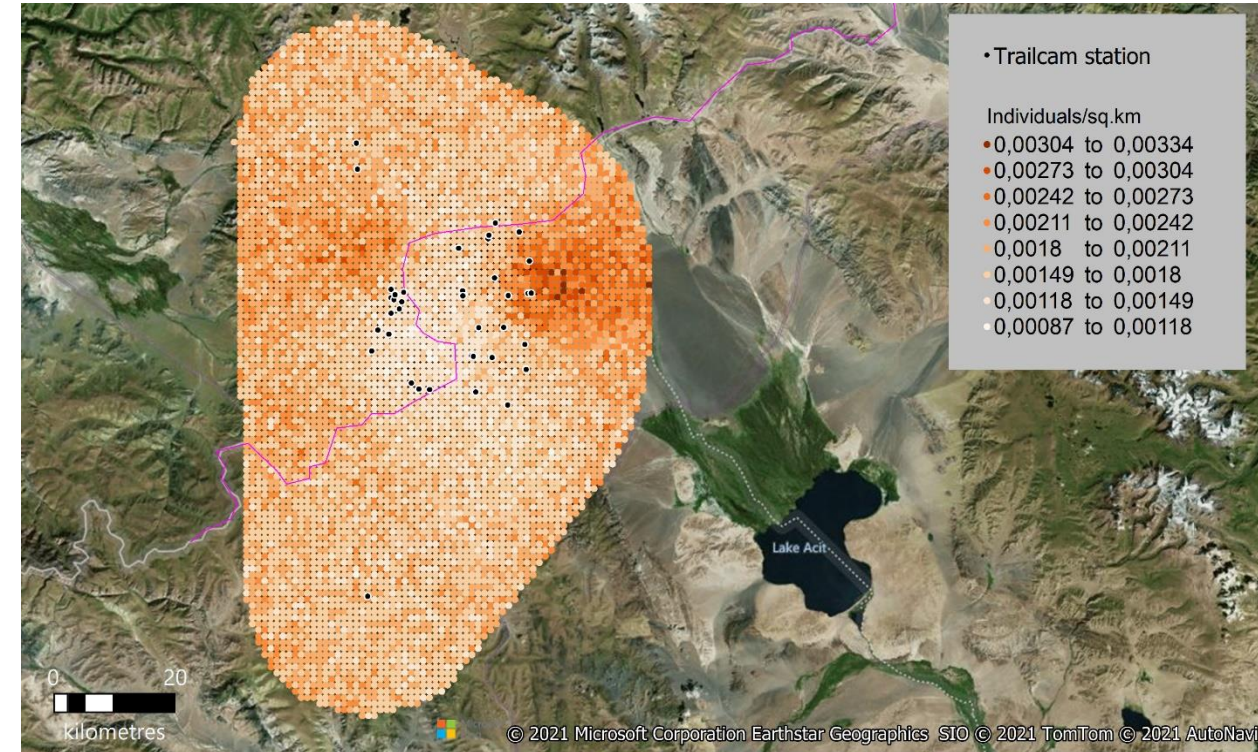 • Trailcam station
Individuals/sq.km
0,00304 to 0,00334
0,00273 to 0,00304
0,00242 to 0,00273
0,00211 to 0,00242
0,0018 to 0,00211
0,00149 to 0,0018
0,00118 to 0,00149
0,00087 to 0,00118
Lake Acit
0 20
kilometres
© 2021 Microsoft Corporation Earthstar Geographics SIO © 2021 TomTom © 2021 AutoNavi